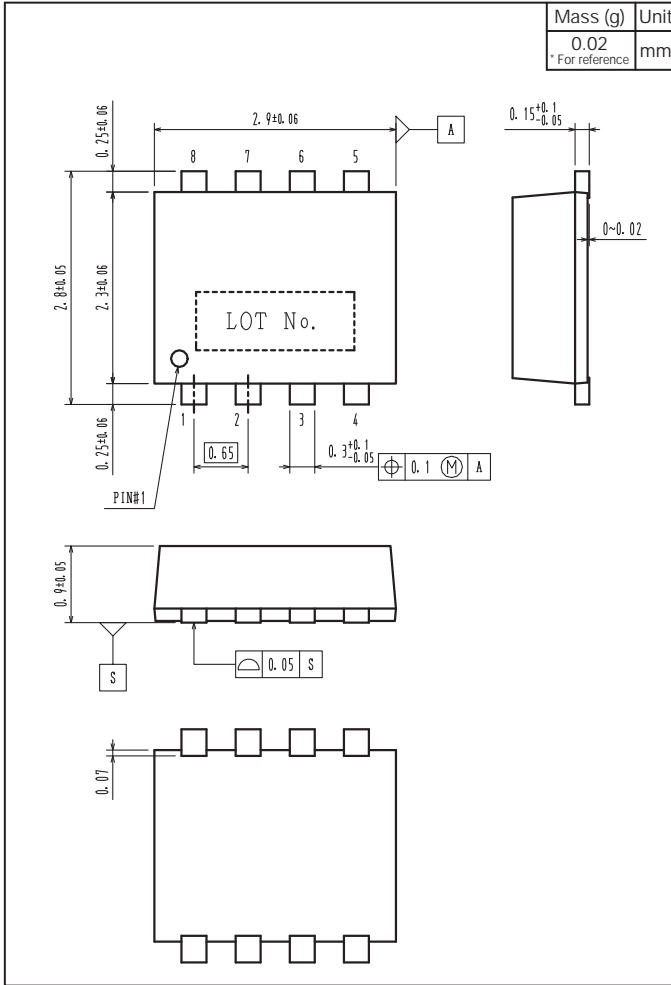 Mass (g) Unit
0.02 mm
* For reference
2.9±0.06 A
0.15+0.1 -0.05
0.25±0.06
8 7 6 5
0~0.02
2.8±0.05
2.3±0.06
LOT No.
1 2 3 4
0.25±0.06
0.65
0.3+0.1 -0.05
0.1 Ⓜ A
PIN#1
0.9±0.05
S
0.05 S
0.07